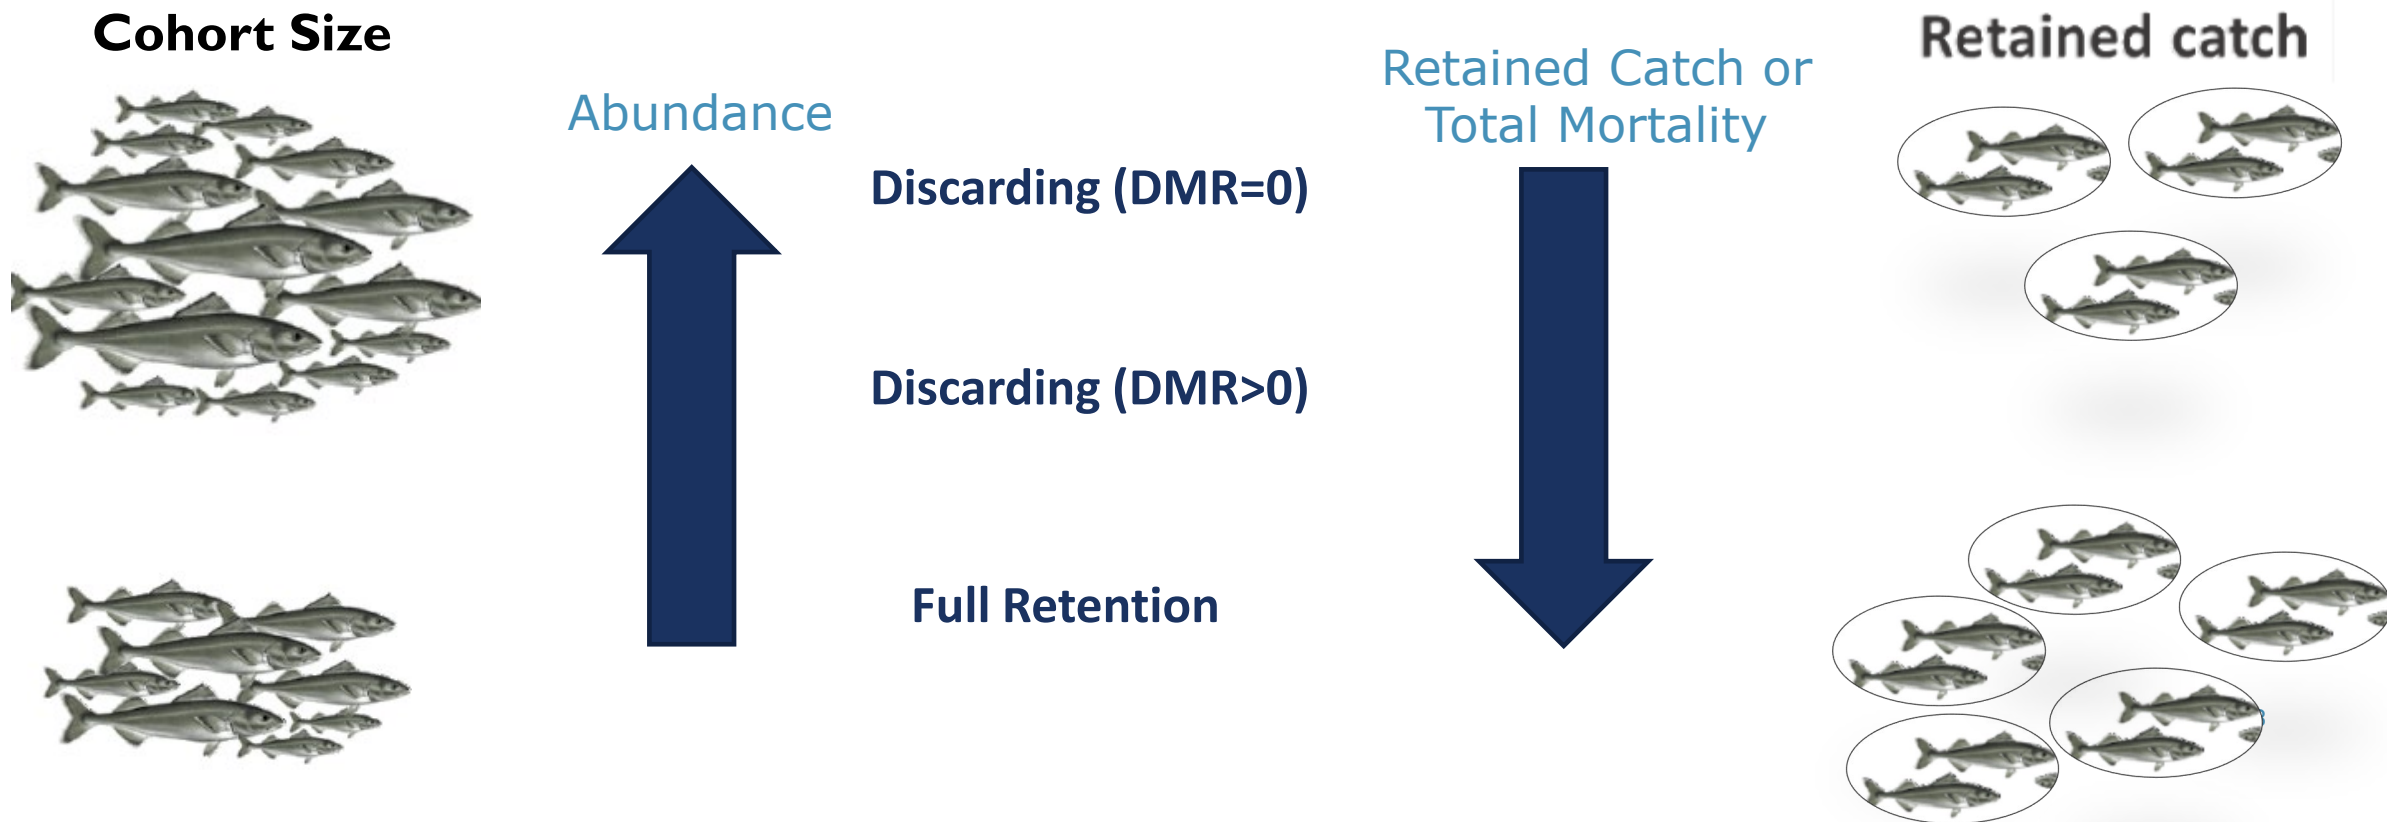 Cohort Size
Abundance
Discarding (DMR=0)
Discarding (DMR>0)
Full Retention
Retained Catch or
Total Mortality
Retained catch